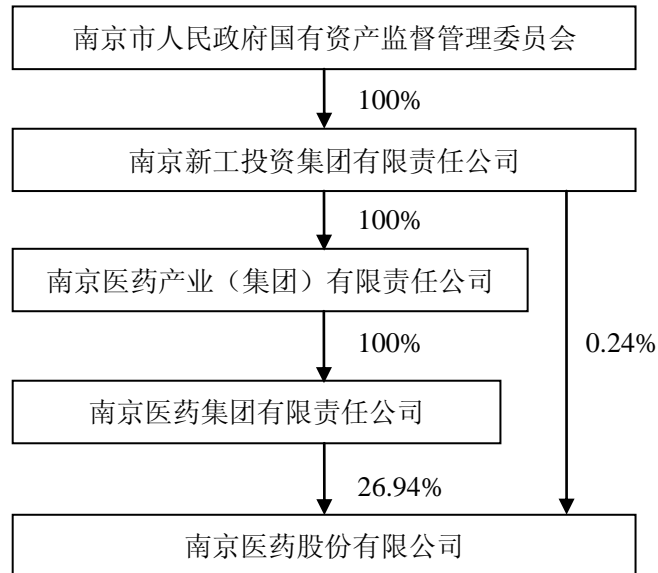 南京市人民政府国有资产监督管理委员会
100%
南京新工投资集团有限责任公司
100%
南京医药产业（集团）有限责任公司
100%
0.24%
南京医药集团有限责任公司
26.94%
南京医药股份有限公司